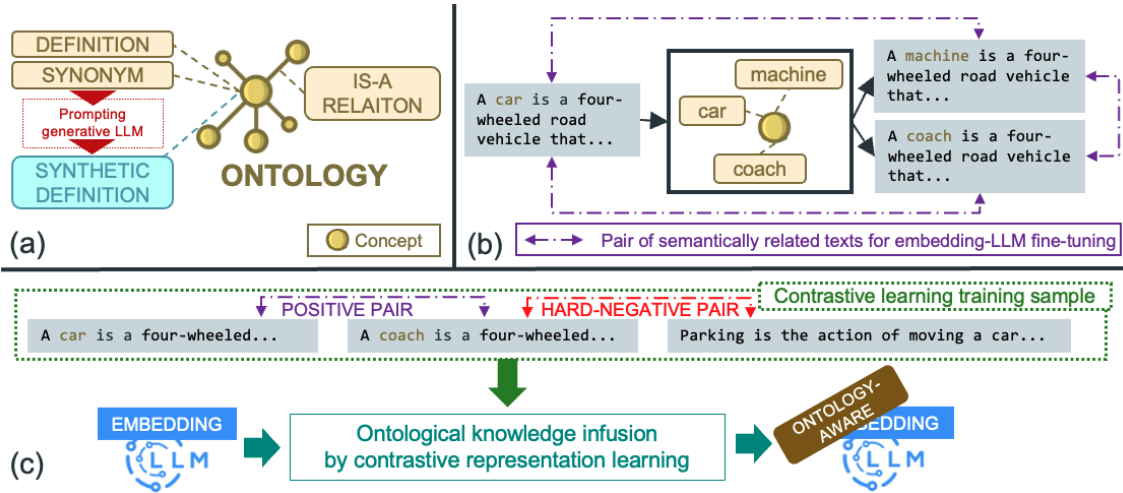 DEFINITION
SYNONYM
Prompting
generative LLM
SYNTHETIC
DEFINITION
IS-A
RELAITON
ONTOLOGY
(a)
Concept
A car is a four-
wheeled road
vehicle that...
machine
car
coach
A machine is a four-
wheeled road vehicle
that...
A coach is a four-
wheeled road vehicle
that...
(b)
Pair of semantically related texts for embedding-LLM fine-tuning
Contrastive learning training sample
POSITIVE PAIR
HARD-NEGATIVE PAIR
A car is a four-wheeled...
A coach is a four-wheeled...
Parking is the action of moving a car...
EMBEDDING
LLM
Ontological knowledge infusion
by contrastive representation learning
ONTOLOGY-
AWARE
BEDDING
LLM
(c)